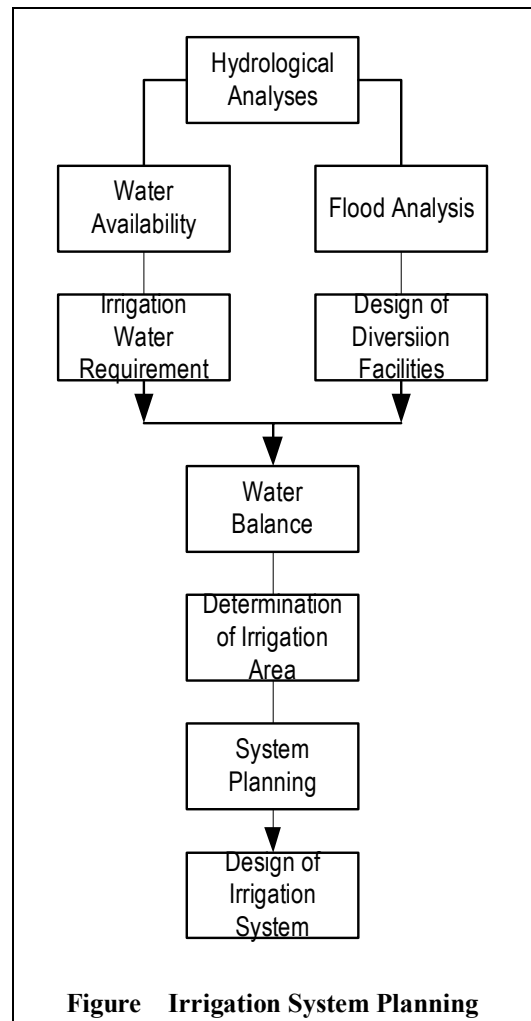 Hydrological
Analyses
Water
Availability
Flood Analysis
Irrigation
Water
Requirement
Design of
Diversiion
Facilities
Water
Balance
Determination
of Irrigation
Area
System
Planning
Design of
Irrigation
System
Figure Irrigation System Planning